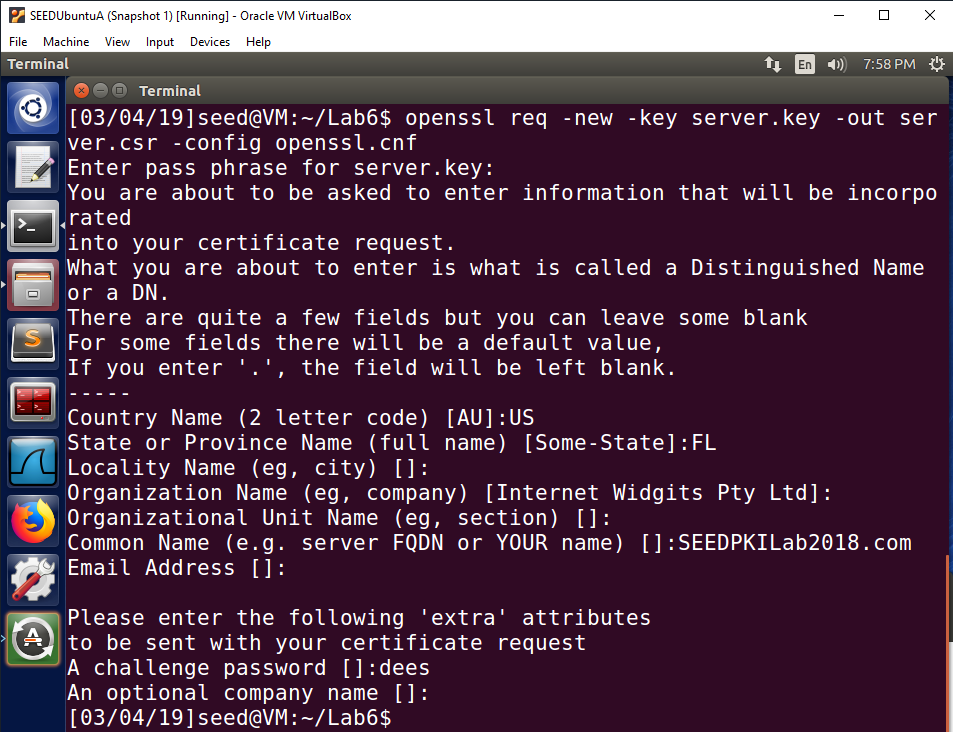 SEEDUbuntuA (Snapshot 1) [Running] - Oracle VM VirtualBox
File Machine View Input Devices Help
Terminal En 7:58 PM
Terminal
[03/04/19]seed@VM:~/Lab6$ openssl req -new -key server.key -out ser
ver.csr -config openssl.cnf
Enter pass phrase for server.key:
You are about to be asked to enter information that will be incorpo
rated
into your certificate request.
What you are about to enter is what is called a Distinguished Name
or a DN.
There are quite a few fields but you can leave some blank
For some fields there will be a default value,
If you enter '.', the field will be left blank.
-----
Country Name (2 letter code) [AU]:US
State or Province Name (full name) [Some-State]:FL
Locality Name (eg, city) []:
Organization Name (eg, company) [Internet Widgits Pty Ltd]:
Organizational Unit Name (eg, section) []:
Common Name (e.g. server FQDN or YOUR name) []:SEEDPKILab2018.com
Email Address []:
Please enter the following 'extra' attributes
to be sent with your certificate request
A challenge password []:dees
An optional company name []:
[03/04/19]seed@VM:~/Lab6$